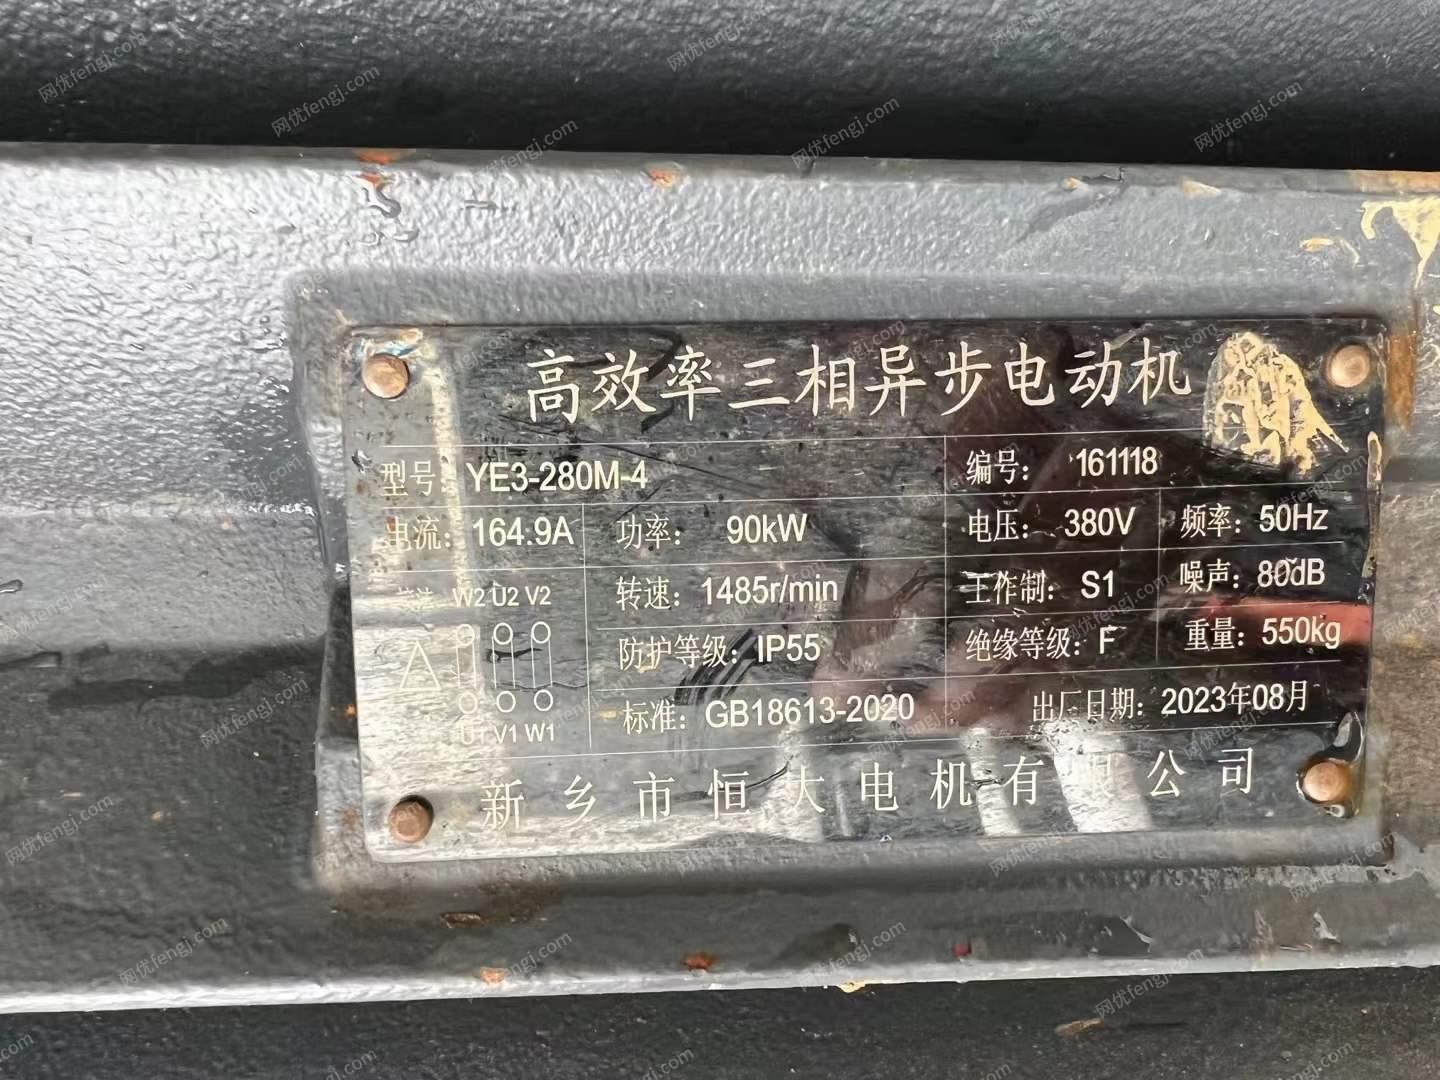 高效率三相异步电动机
型号: YE3-280M-4 编号: 161118
电流: 164.9A 功率: 90kW 电压: 380V 频率: 50Hz
接法 W2 U2 V2 转速: 1485r/min 工作制: S1 噪声: 80dB
△ 防护等级: IP55 绝缘等级: F 重量: 550kg
U1 V1 W1 标准: GB18613-2020 出厂日期: 2023年08月
新乡市恒大电机有限公司
网优fengj.com